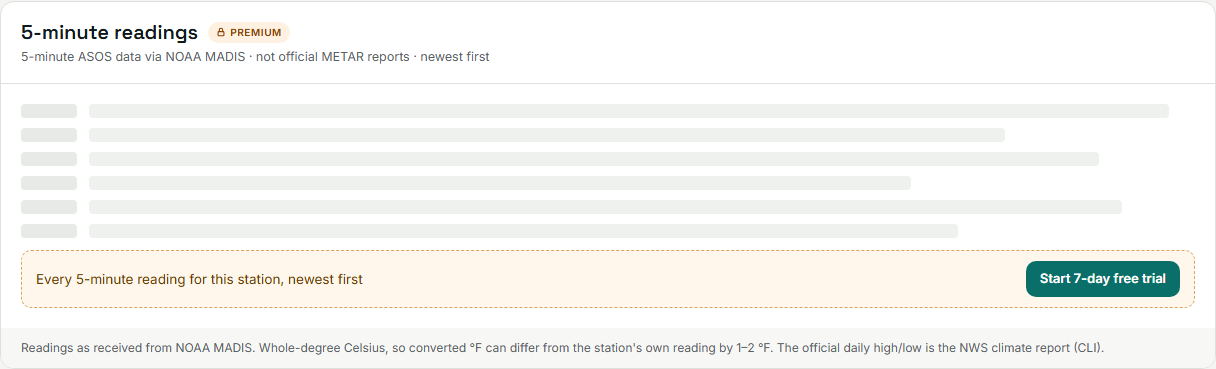 5-minute readings
PREMIUM
5-minute ASOS data via NOAA MADIS · not official METAR reports · newest first
Every 5-minute reading for this station, newest first
Start 7-day free trial
Readings as received from NOAA MADIS. Whole-degree Celsius, so converted °F can differ from the station's own reading by 1–2 °F. The official daily high/low is the NWS climate report (CLI).